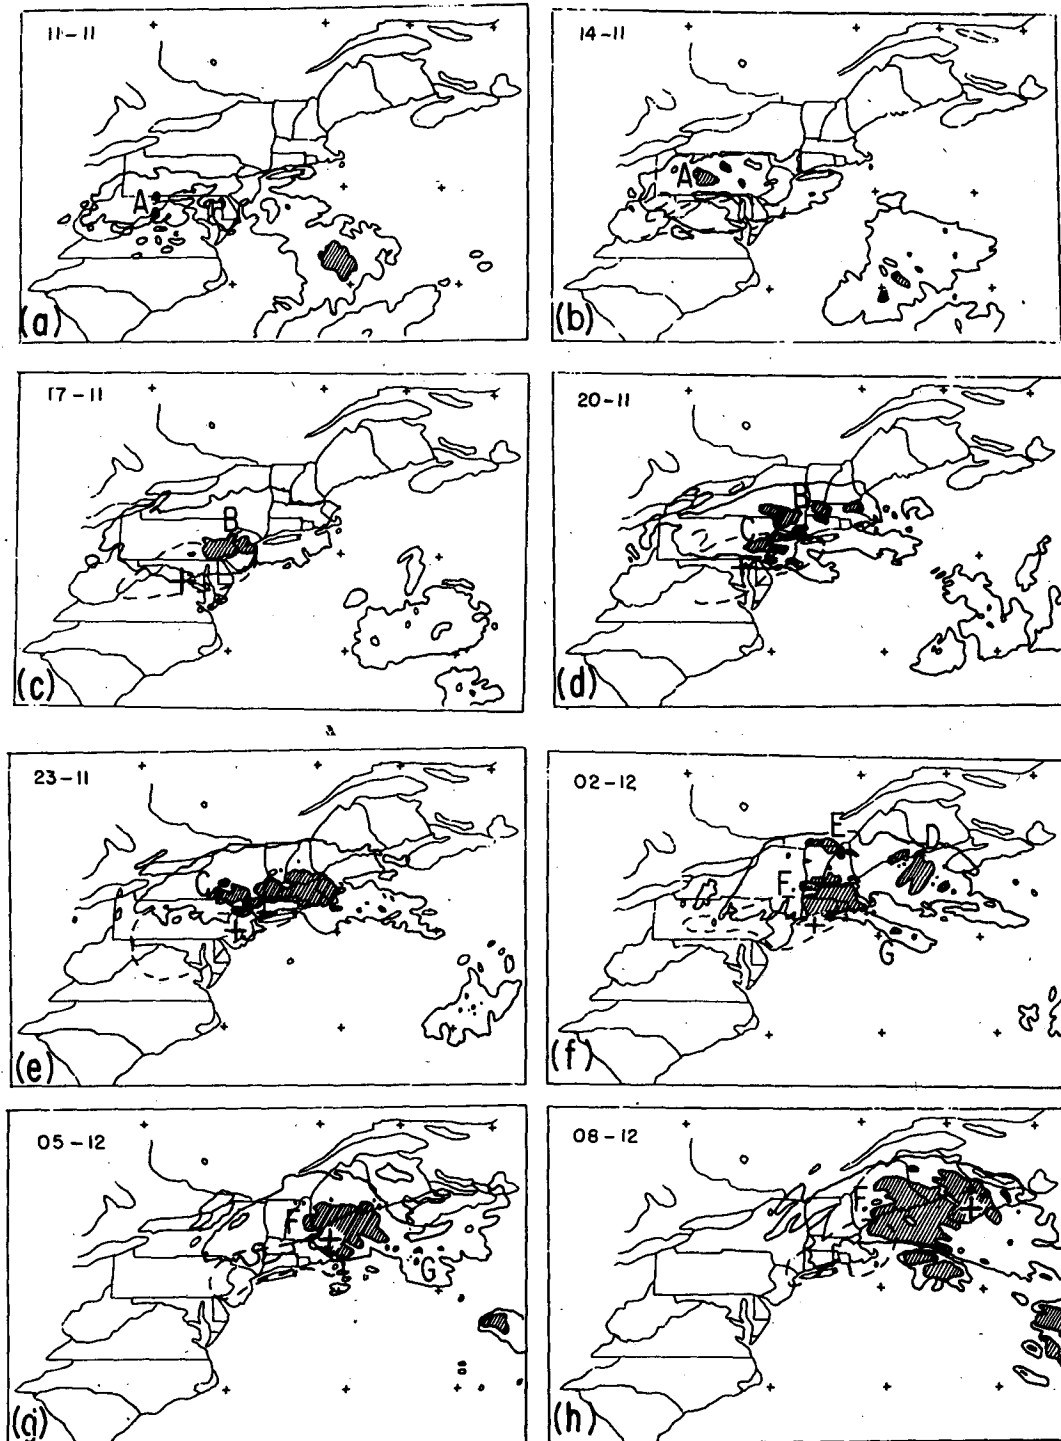 11-11
A
(a)
14-11
A
(b)
17-11
B
(c)
20-11
B
C
(d)
23-11
C
(e)
02-12
E
D
F
G
(f)
05-12
F
G
(g)
08-12
F
(h)